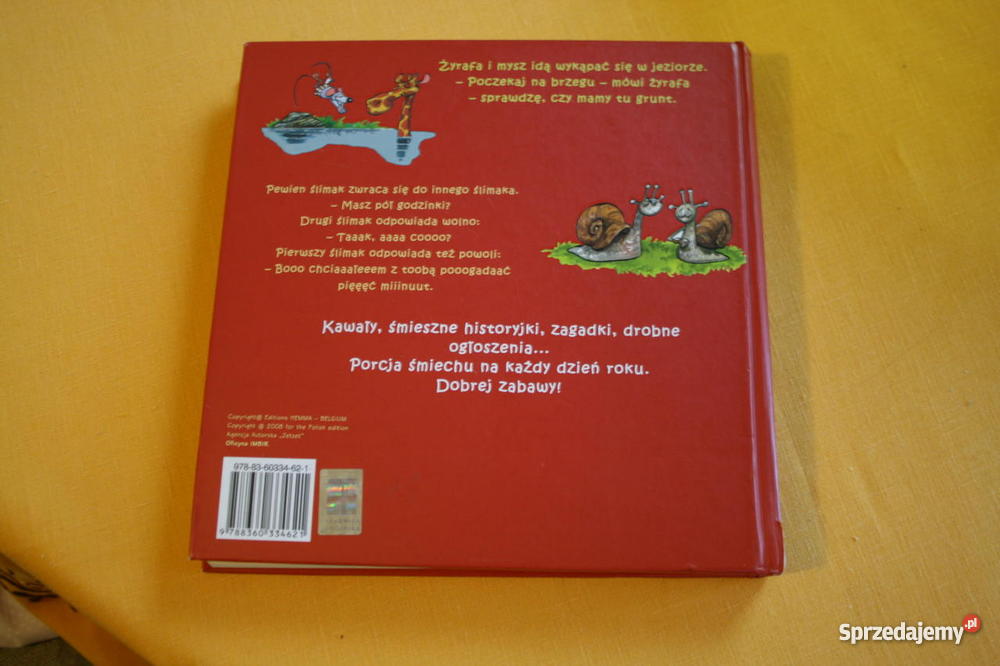 Żyrafa i mysz idą wykąpać się w jeziorze.
– Poczekaj na brzegu – mówi żyrafa
– sprawdzę, czy mamy tu grunt.
Pewien ślimak zwraca się do innego ślimaka.
– Masz pół godzinki?
Drugi ślimak odpowiada wolno:
– Taaak, aaaa coooo?
Pierwszy ślimak odpowiada też powoli:
– Booo chciaaałeeem z toobą pooogadaać
pięęęć miiinuut.
Kawały, śmieszne historyjki, zagadki, drobne
ogłoszenia...
Porcja śmiechu na każdy dzień roku.
Dobrej zabawy!
Copyright@ Editions HEMMA – BELGIUM
Copyright @ 2008 for the Polish edition
Agencja Autorska
Oficyna IMBIR
978-83-60334-62-1
9 788360 334621
Sprzedajemy.pl